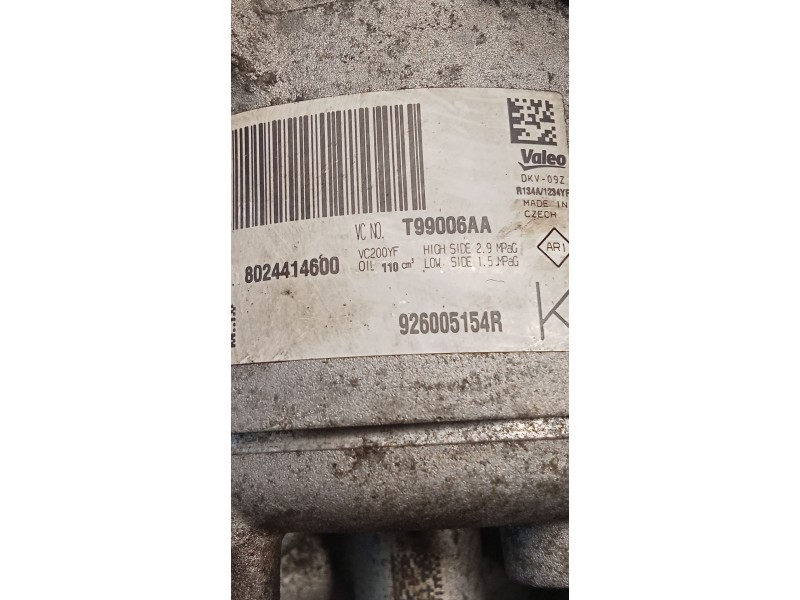 Valeo
DKV-09Z
R134A/1234YF
MADE IN
CZECH
VC NO. T99006AA
VC200YF HIGH SIDE 2.9 MPaG
OIL 110 cm³ LOW SIDE 1.5 MPaG
AR1
8024414600
926005154R
K